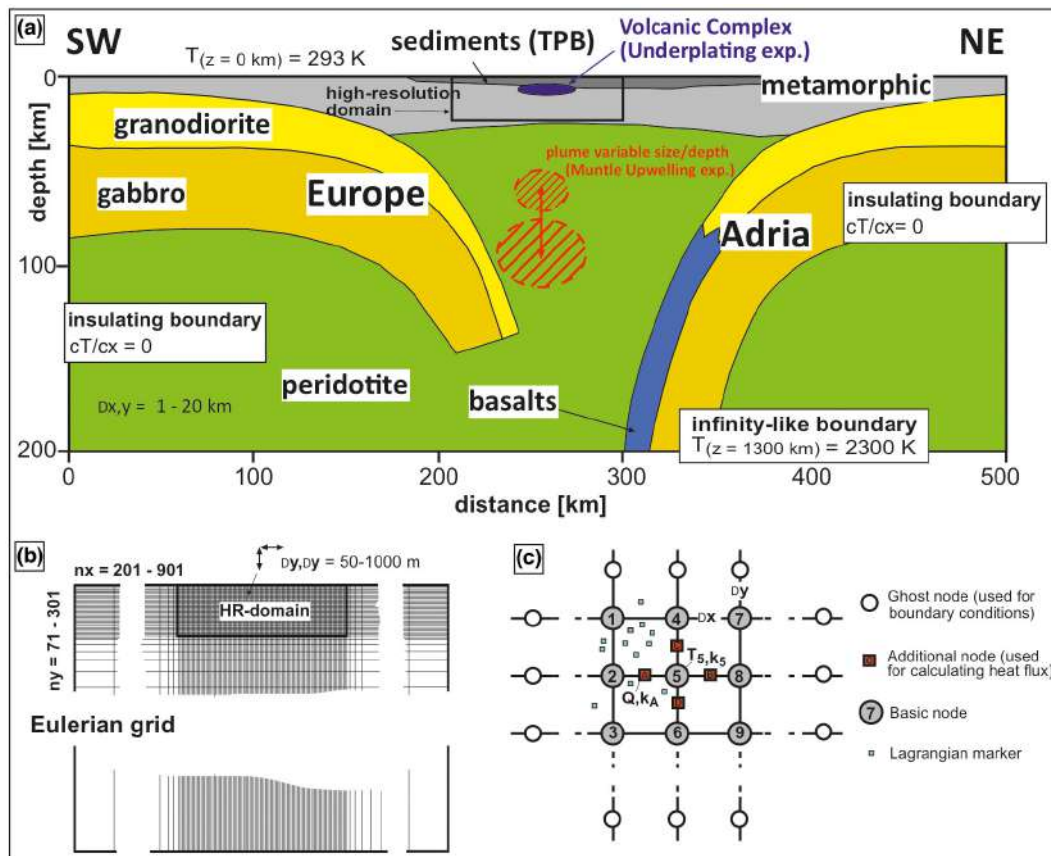 (a)
SW
NE
T(z = 0 km) = 293 K
sediments (TPB)
Volcanic Complex
(Underplating exp.)
0
high-resolution
domain
metamorphic
granodiorite
plume variable size/depth
(Muntle Upwelling exp.)
depth [km]
gabbro
Europe
Adria
insulating boundary
cT/cx= 0
100
insulating boundary
cT/cx = 0
peridotite
Dx,y = 1 - 20 km
basalts
infinity-like boundary
T(z = 1300 km) = 2300 K
200
0
100
200
300
400
500
distance [km]
(b)
Dy,Dy = 50-1000 m
nx = 201 - 901
HR-domain
ny = 71 - 301
Eulerian grid
(c)
Dy
1
4
Dx
7
T5,k5
2
5
8
Q,kA
3
6
9
Ghost node (used for
boundary conditions)
Additional node (used
for calculating heat flux)
7
Basic node
Lagrangian marker